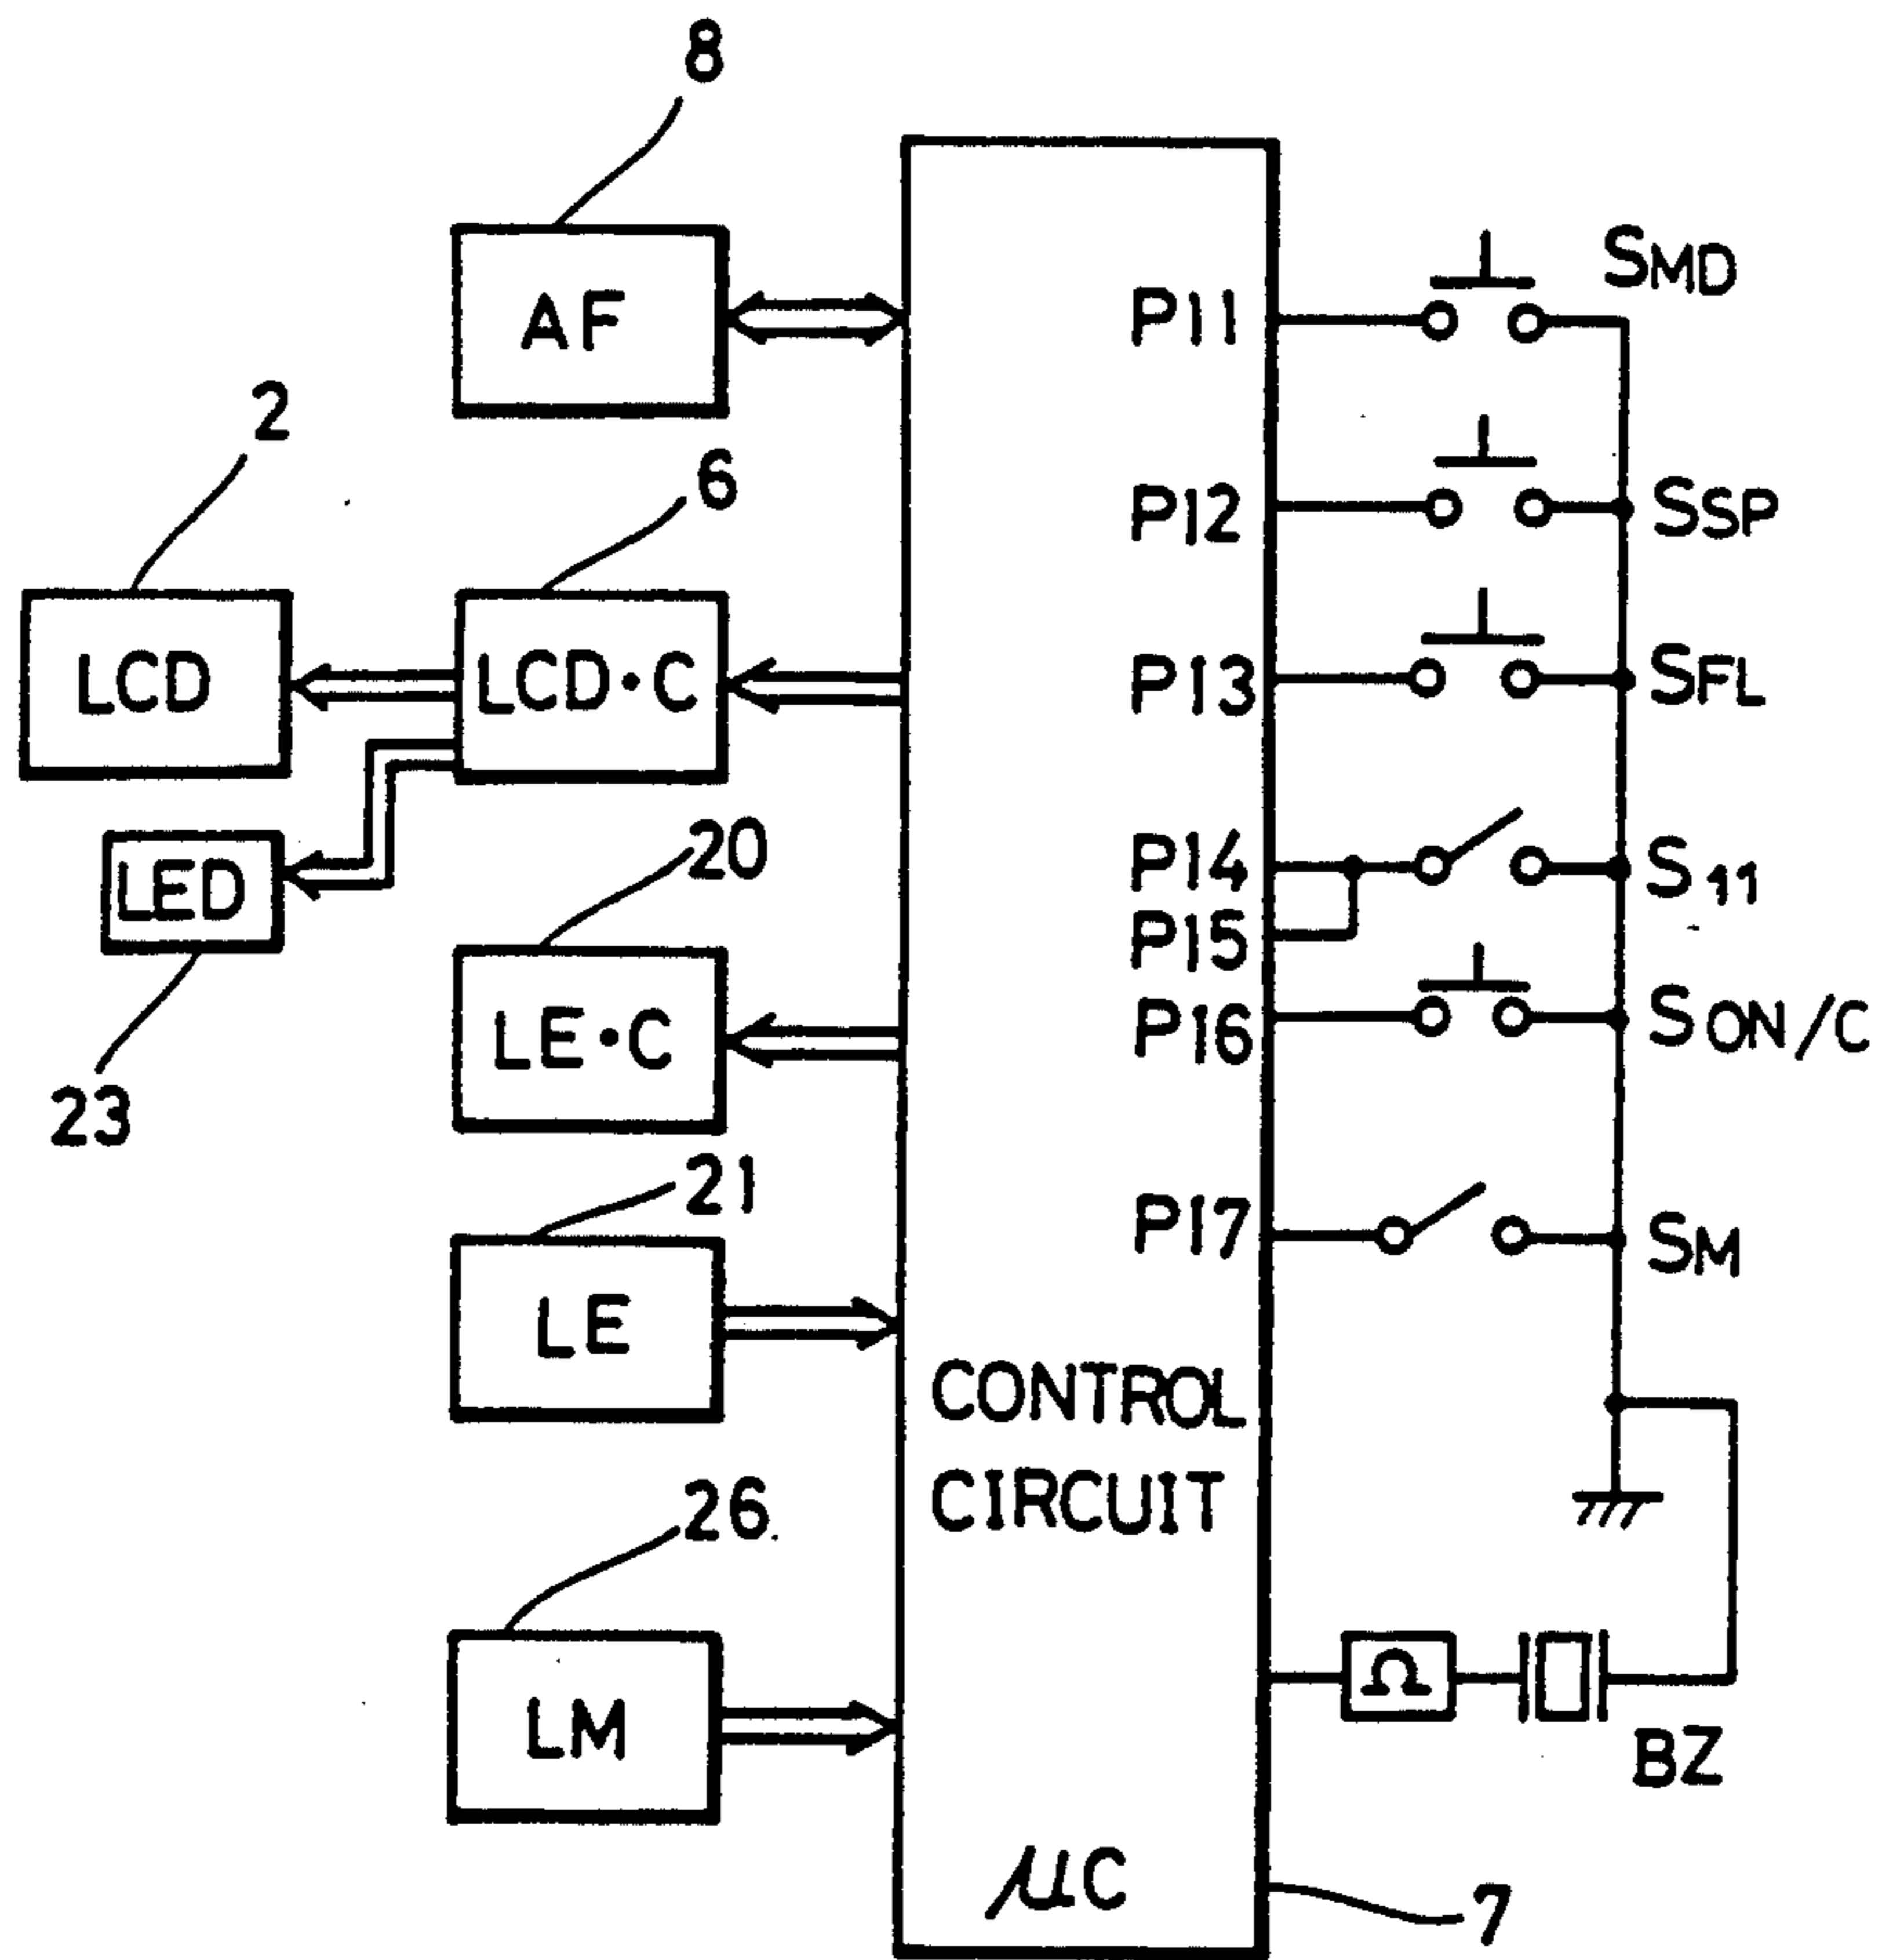 8
AF
P11
SMD
2
6
P12
SSP
LCD
LCD·C
P13
SFL
LED
20
P14
S11
P15
LE·C
P16
SON/C
23
21
P17
SM
LE
CONTROL
CIRCUIT
26
Ω
LM
BZ
μC
7